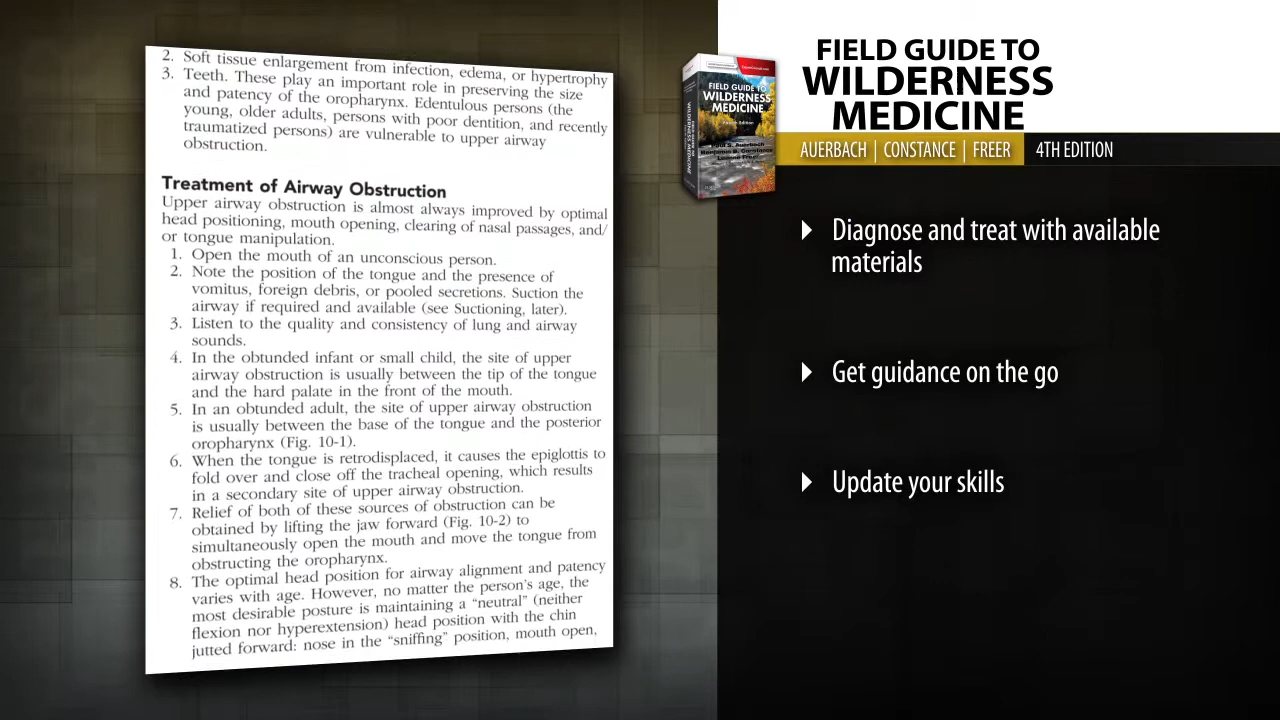 2. Soft tissue enlargement from infection, edema, or hypertrophy
3. Teeth. These play an important role in preserving the size
and patency of the oropharynx. Edentulous persons (the
young, older adults, persons with poor dentition, and recently
traumatized persons) are vulnerable to upper airway
obstruction.
Treatment of Airway Obstruction
Upper airway obstruction is almost always improved by optimal
head positioning, mouth opening, clearing of nasal passages, and/
or tongue manipulation.
1. Open the mouth of an unconscious person.
2. Note the position of the tongue and the presence of
vomitus, foreign debris, or pooled secretions. Suction the
airway if required and available (see Suctioning, later).
3. Listen to the quality and consistency of lung and airway
sounds.
4. In the obtunded infant or small child, the site of upper
airway obstruction is usually between the tip of the tongue
and the hard palate in the front of the mouth.
5. In an obtunded adult, the site of upper airway obstruction
is usually between the base of the tongue and the posterior
oropharynx (Fig. 10-1).
6. When the tongue is retrodisplaced, it causes the epiglottis to
fold over and close off the tracheal opening, which results
in a secondary site of upper airway obstruction.
7. Relief of both of these sources of obstruction can be
obtained by lifting the jaw forward (Fig. 10-2) to
simultaneously open the mouth and move the tongue from
obstructing the oropharynx.
8. The optimal head position for airway alignment and patency
varies with age. However, no matter the person's age, the
most desirable posture is maintaining a “neutral” (neither
flexion nor hyperextension) head position with the chin
jutted forward: nose in the “sniffing” position, mouth open,
FIELD GUIDE TO
WILDERNESS
MEDICINE
FIELD GUIDE TO
WILDERNESS
MEDICINE
AUERBACH | CONSTANCE | FREER 4TH EDITION
Diagnose and treat with available
materials
Get guidance on the go
Update your skills